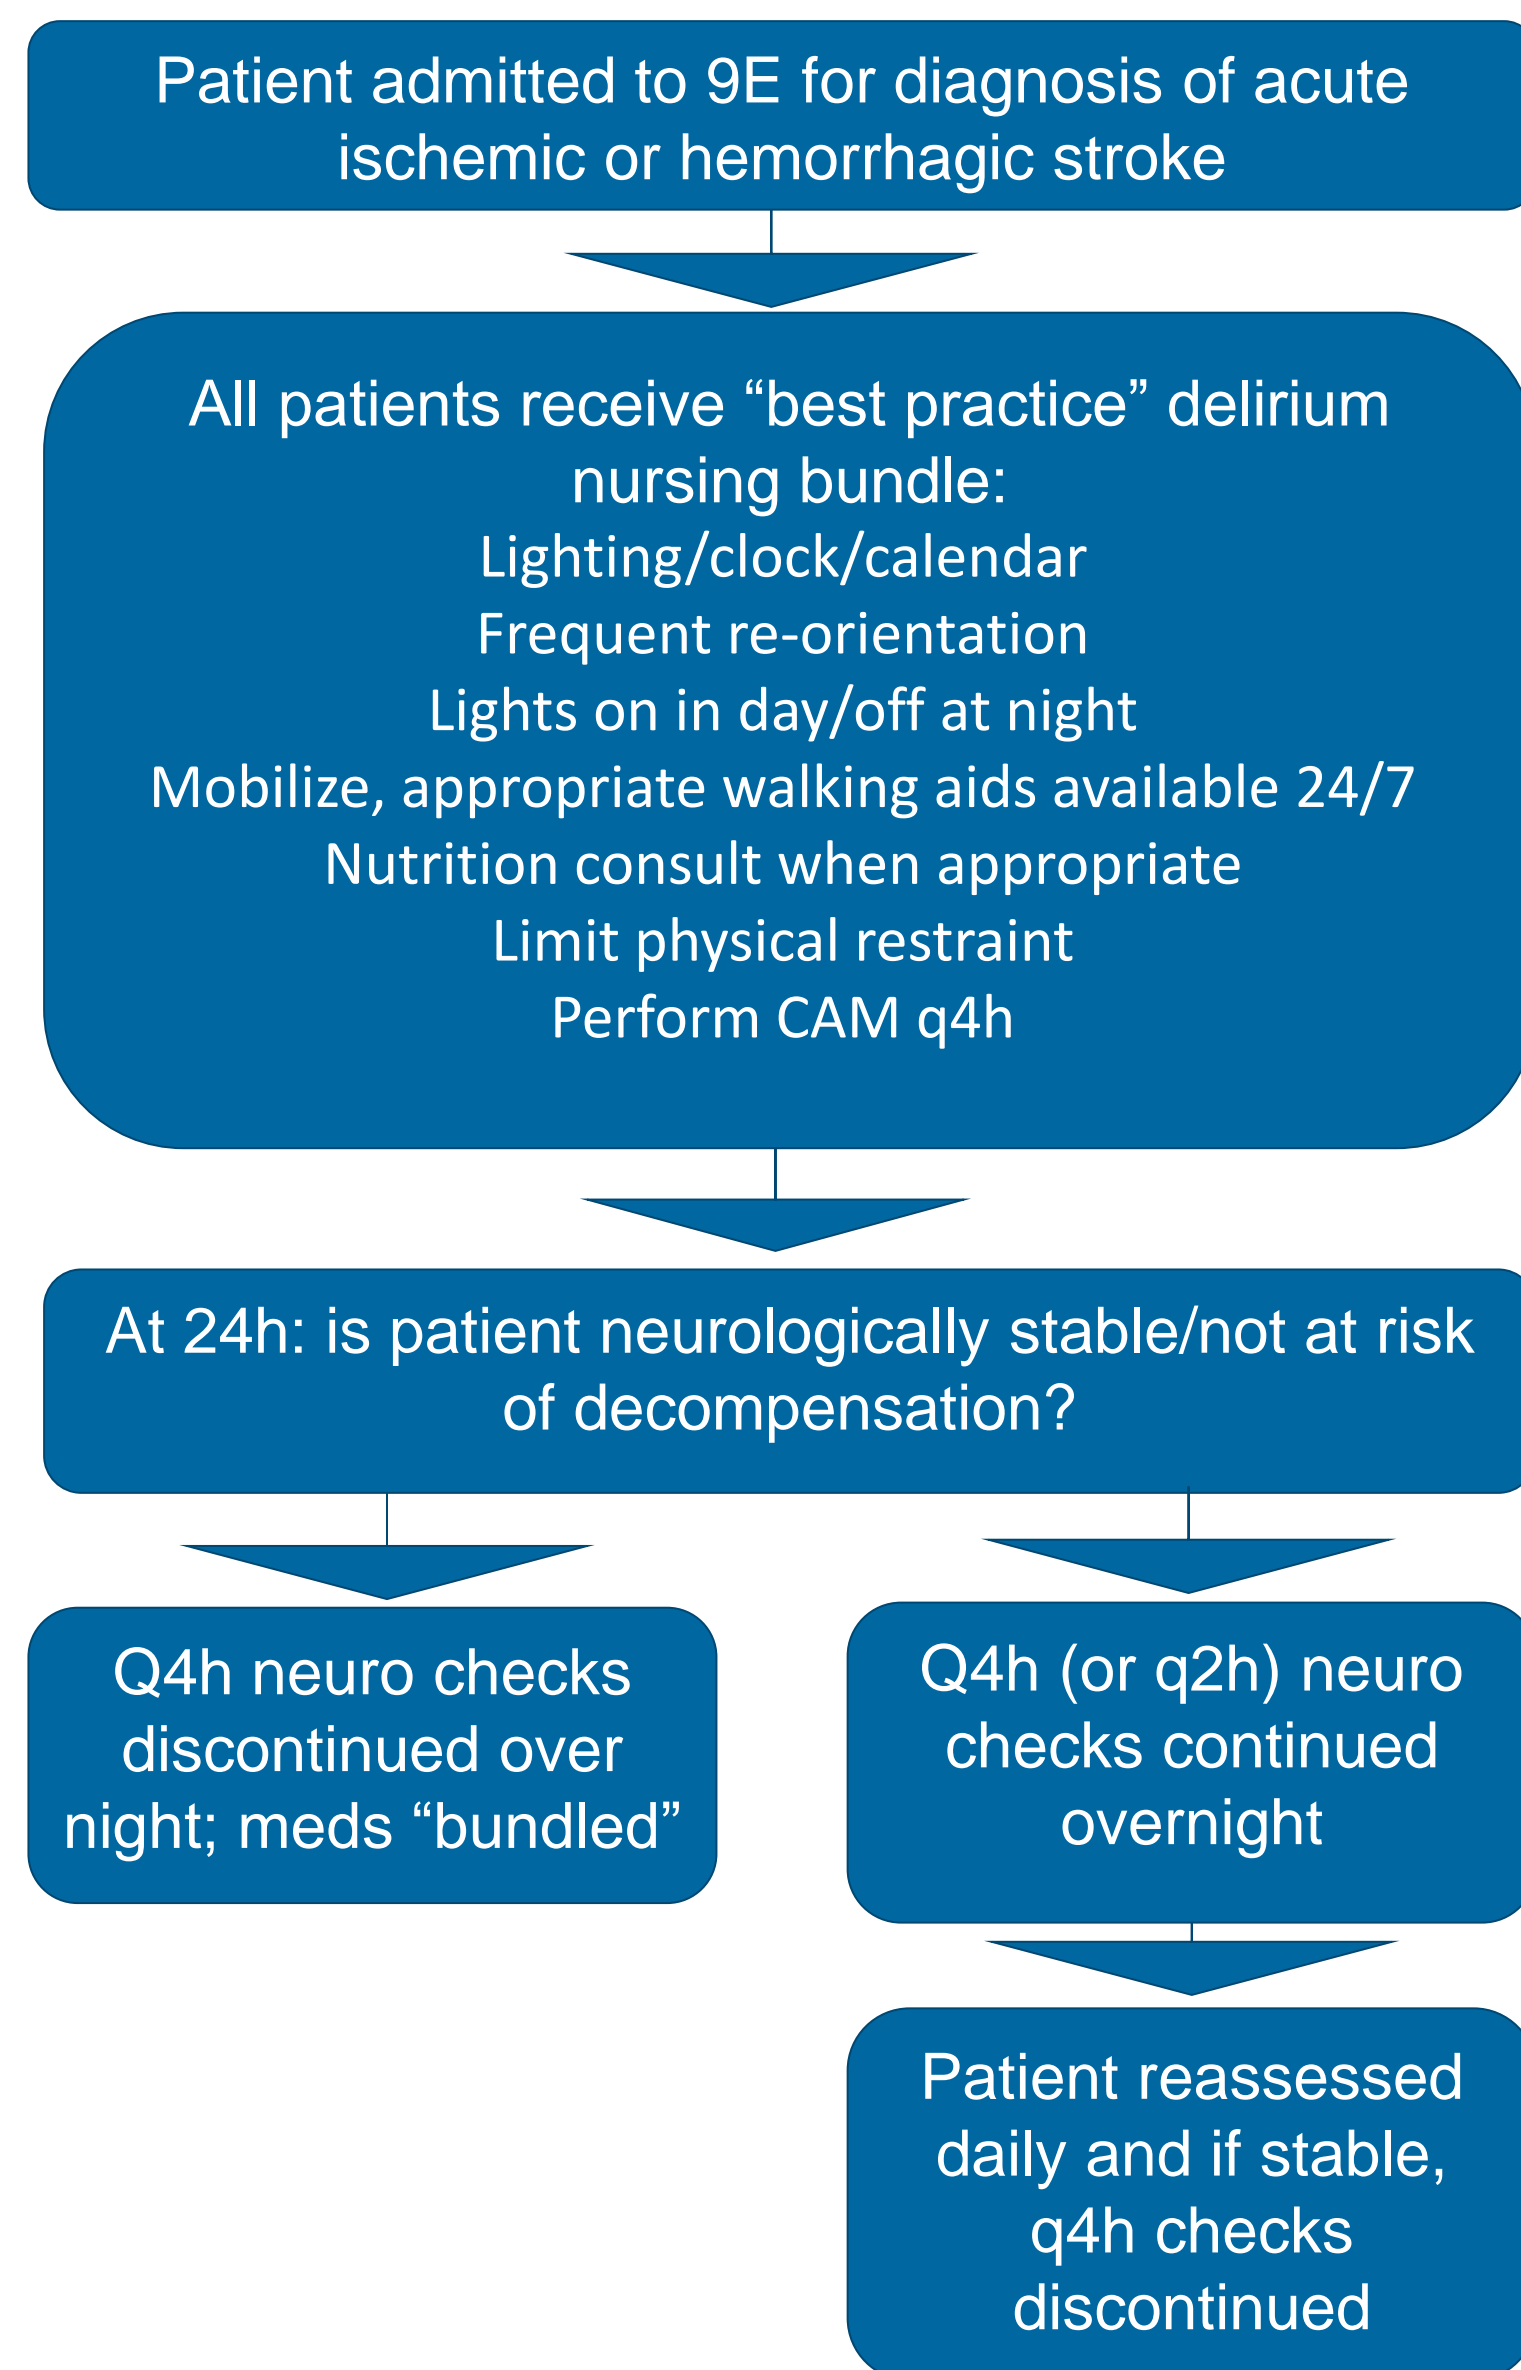 Patient admitted to 9E for diagnosis of acute
ischemic or hemorrhagic stroke
All patients receive “best practice” delirium
nursing bundle:
Lighting/clock/calendar
Frequent re-orientation
Lights on in day/off at night
Mobilize, appropriate walking aids available 24/7
Nutrition consult when appropriate
Limit physical restraint
Perform CAM q4h
At 24h: is patient neurologically stable/not at risk
of decompensation?
Q4h neuro checks
discontinued over
night; meds “bundled”
Q4h (or q2h) neuro
checks continued
overnight
Patient reassessed
daily and if stable,
q4h checks
discontinued